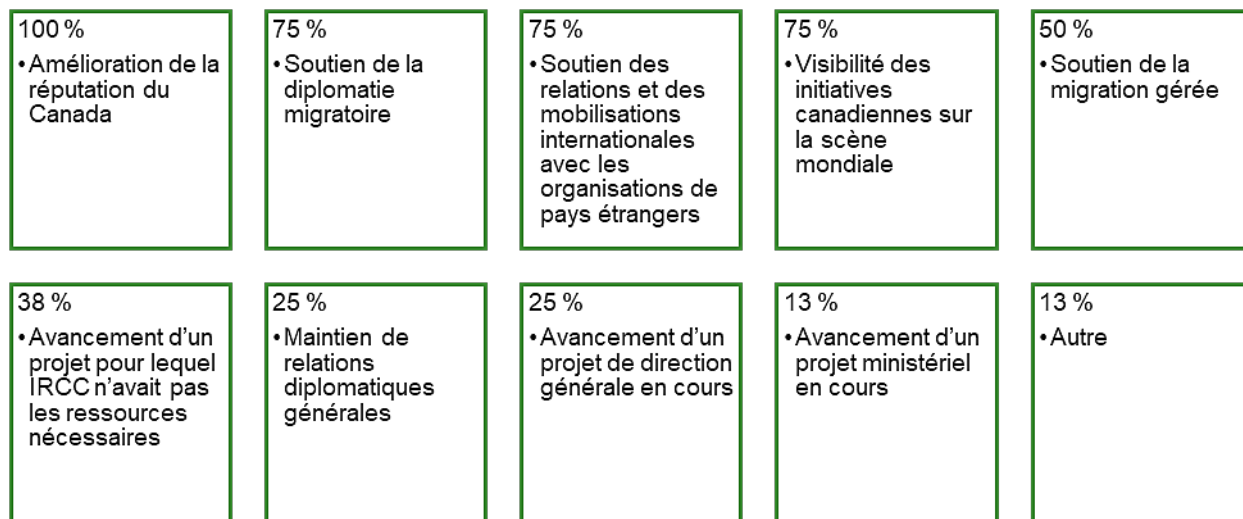 100 %
•Amélioration de la
réputation du
Canada
75 %
•Soutien de la
diplomatie
migratoire
75 %
•Soutien des
relations et des
mobilisations
internationales
avec les
organisations de
pays étrangers
75 %
•Visibilité des
initiatives
canadiennes sur
la scène
mondiale
50 %
•Soutien de la
migration gérée
38 %
•Avancement d'un
projet pour lequel
IRCC n'avait pas
les ressources
nécessaires
25 %
•Maintien de
relations
diplomatiques
générales
25 %
•Avancement d'un
projet de direction
générale en cours
13 %
•Avancement d'un
projet ministériel
en cours
13 %
•Autre